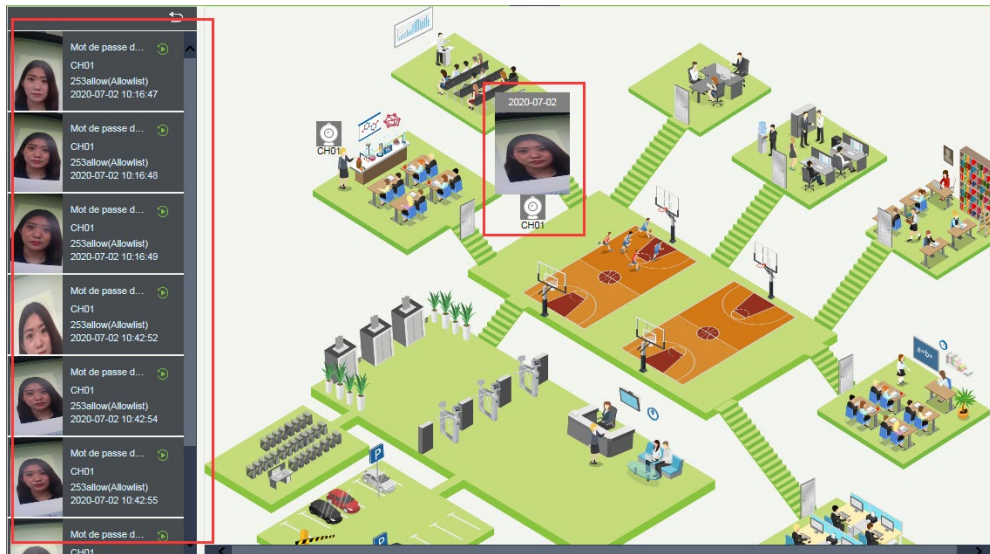 Mot de passe d...
CH01
253allow(Allowlist)
2020-07-02 10:16:47
Mot de passe d...
CH01
253allow(Allowlist)
2020-07-02 10:16:48
Mot de passe d...
CH01
253allow(Allowlist)
2020-07-02 10:16:49
Mot de passe d...
CH01
253allow(Allowlist)
2020-07-02 10:42:52
Mot de passe d...
CH01
253allow(Allowlist)
2020-07-02 10:42:54
Mot de passe d...
CH01
253allow(Allowlist)
2020-07-02 10:42:55
Mot de passe d...
CH01
2020-07-02
CH01
CH01
P
P